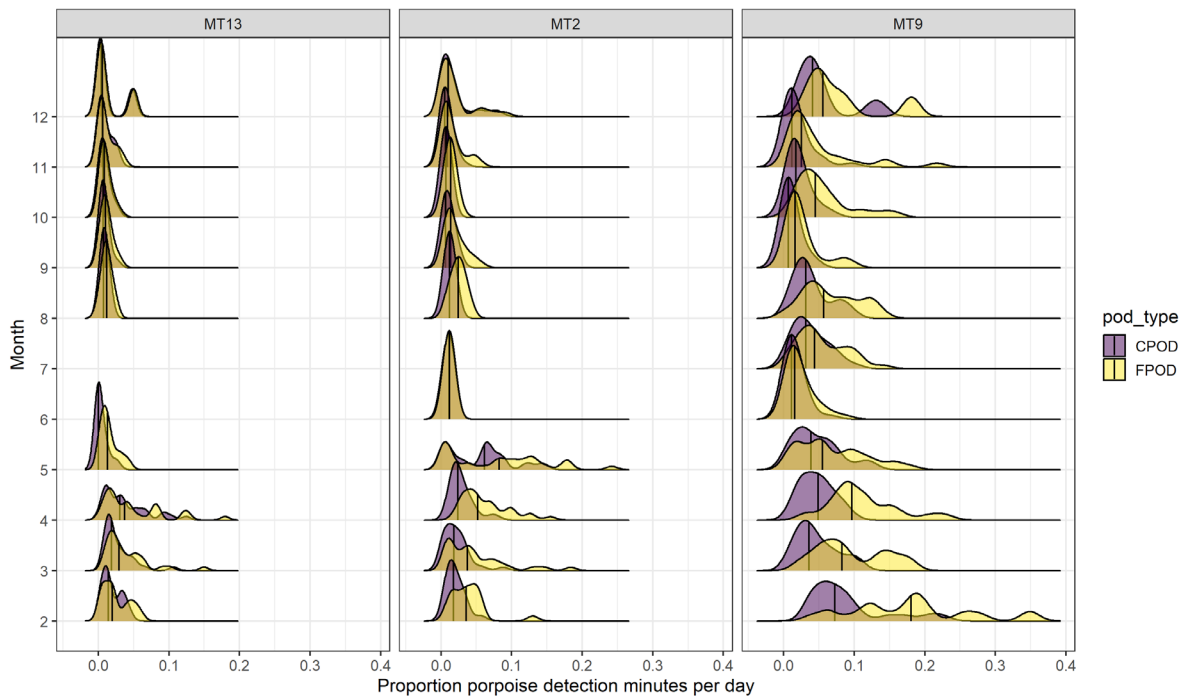 MT13 MT2 MT9
Month
12
11
10
9
8
7
6
5
4
3
2
0.0 0.1 0.2 0.3 0.4 0.0 0.1 0.2 0.3 0.4 0.0 0.1 0.2 0.3 0.4
Proportion porpoise detection minutes per day
pod_type
CPOD
FPOD